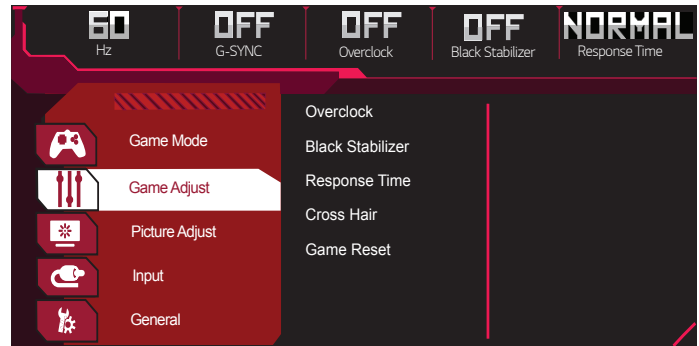 60 OFF OFF OFF NORMAL
Hz G-SYNC Overclock Black Stabilizer Response Time
Game Mode
Game Adjust
Picture Adjust
Input
General
Overclock
Black Stabilizer
Response Time
Cross Hair
Game Reset